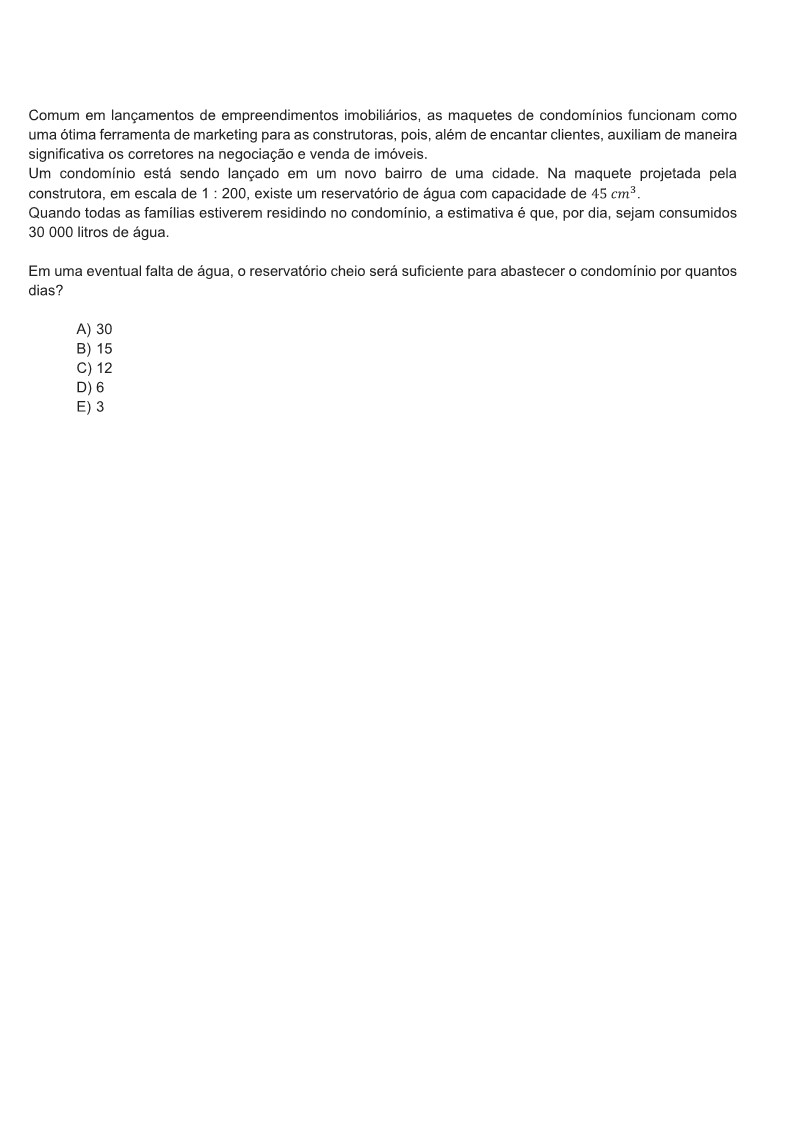 Comum em lançamentos de empreendimentos imobiliários, as maquetes de condomínios funcionam como
uma ótima ferramenta de marketing para as construtoras, pois, além de encantar clientes, auxiliam de maneira
significativa os corretores na negociação e venda de imóveis.
Um condomínio está sendo lançado em um novo bairro de uma cidade. Na maquete projetada pela
construtora, em escala de 1 : 200, existe um reservatório de água com capacidade de 45 cm³.
Quando todas as famílias estiverem residindo no condomínio, a estimativa é que, por dia, sejam consumidos
30 000 litros de água.
Em uma eventual falta de água, o reservatório cheio será suficiente para abastecer o condomínio por quantos
dias?
A) 30
B) 15
C) 12
D) 6
E) 3